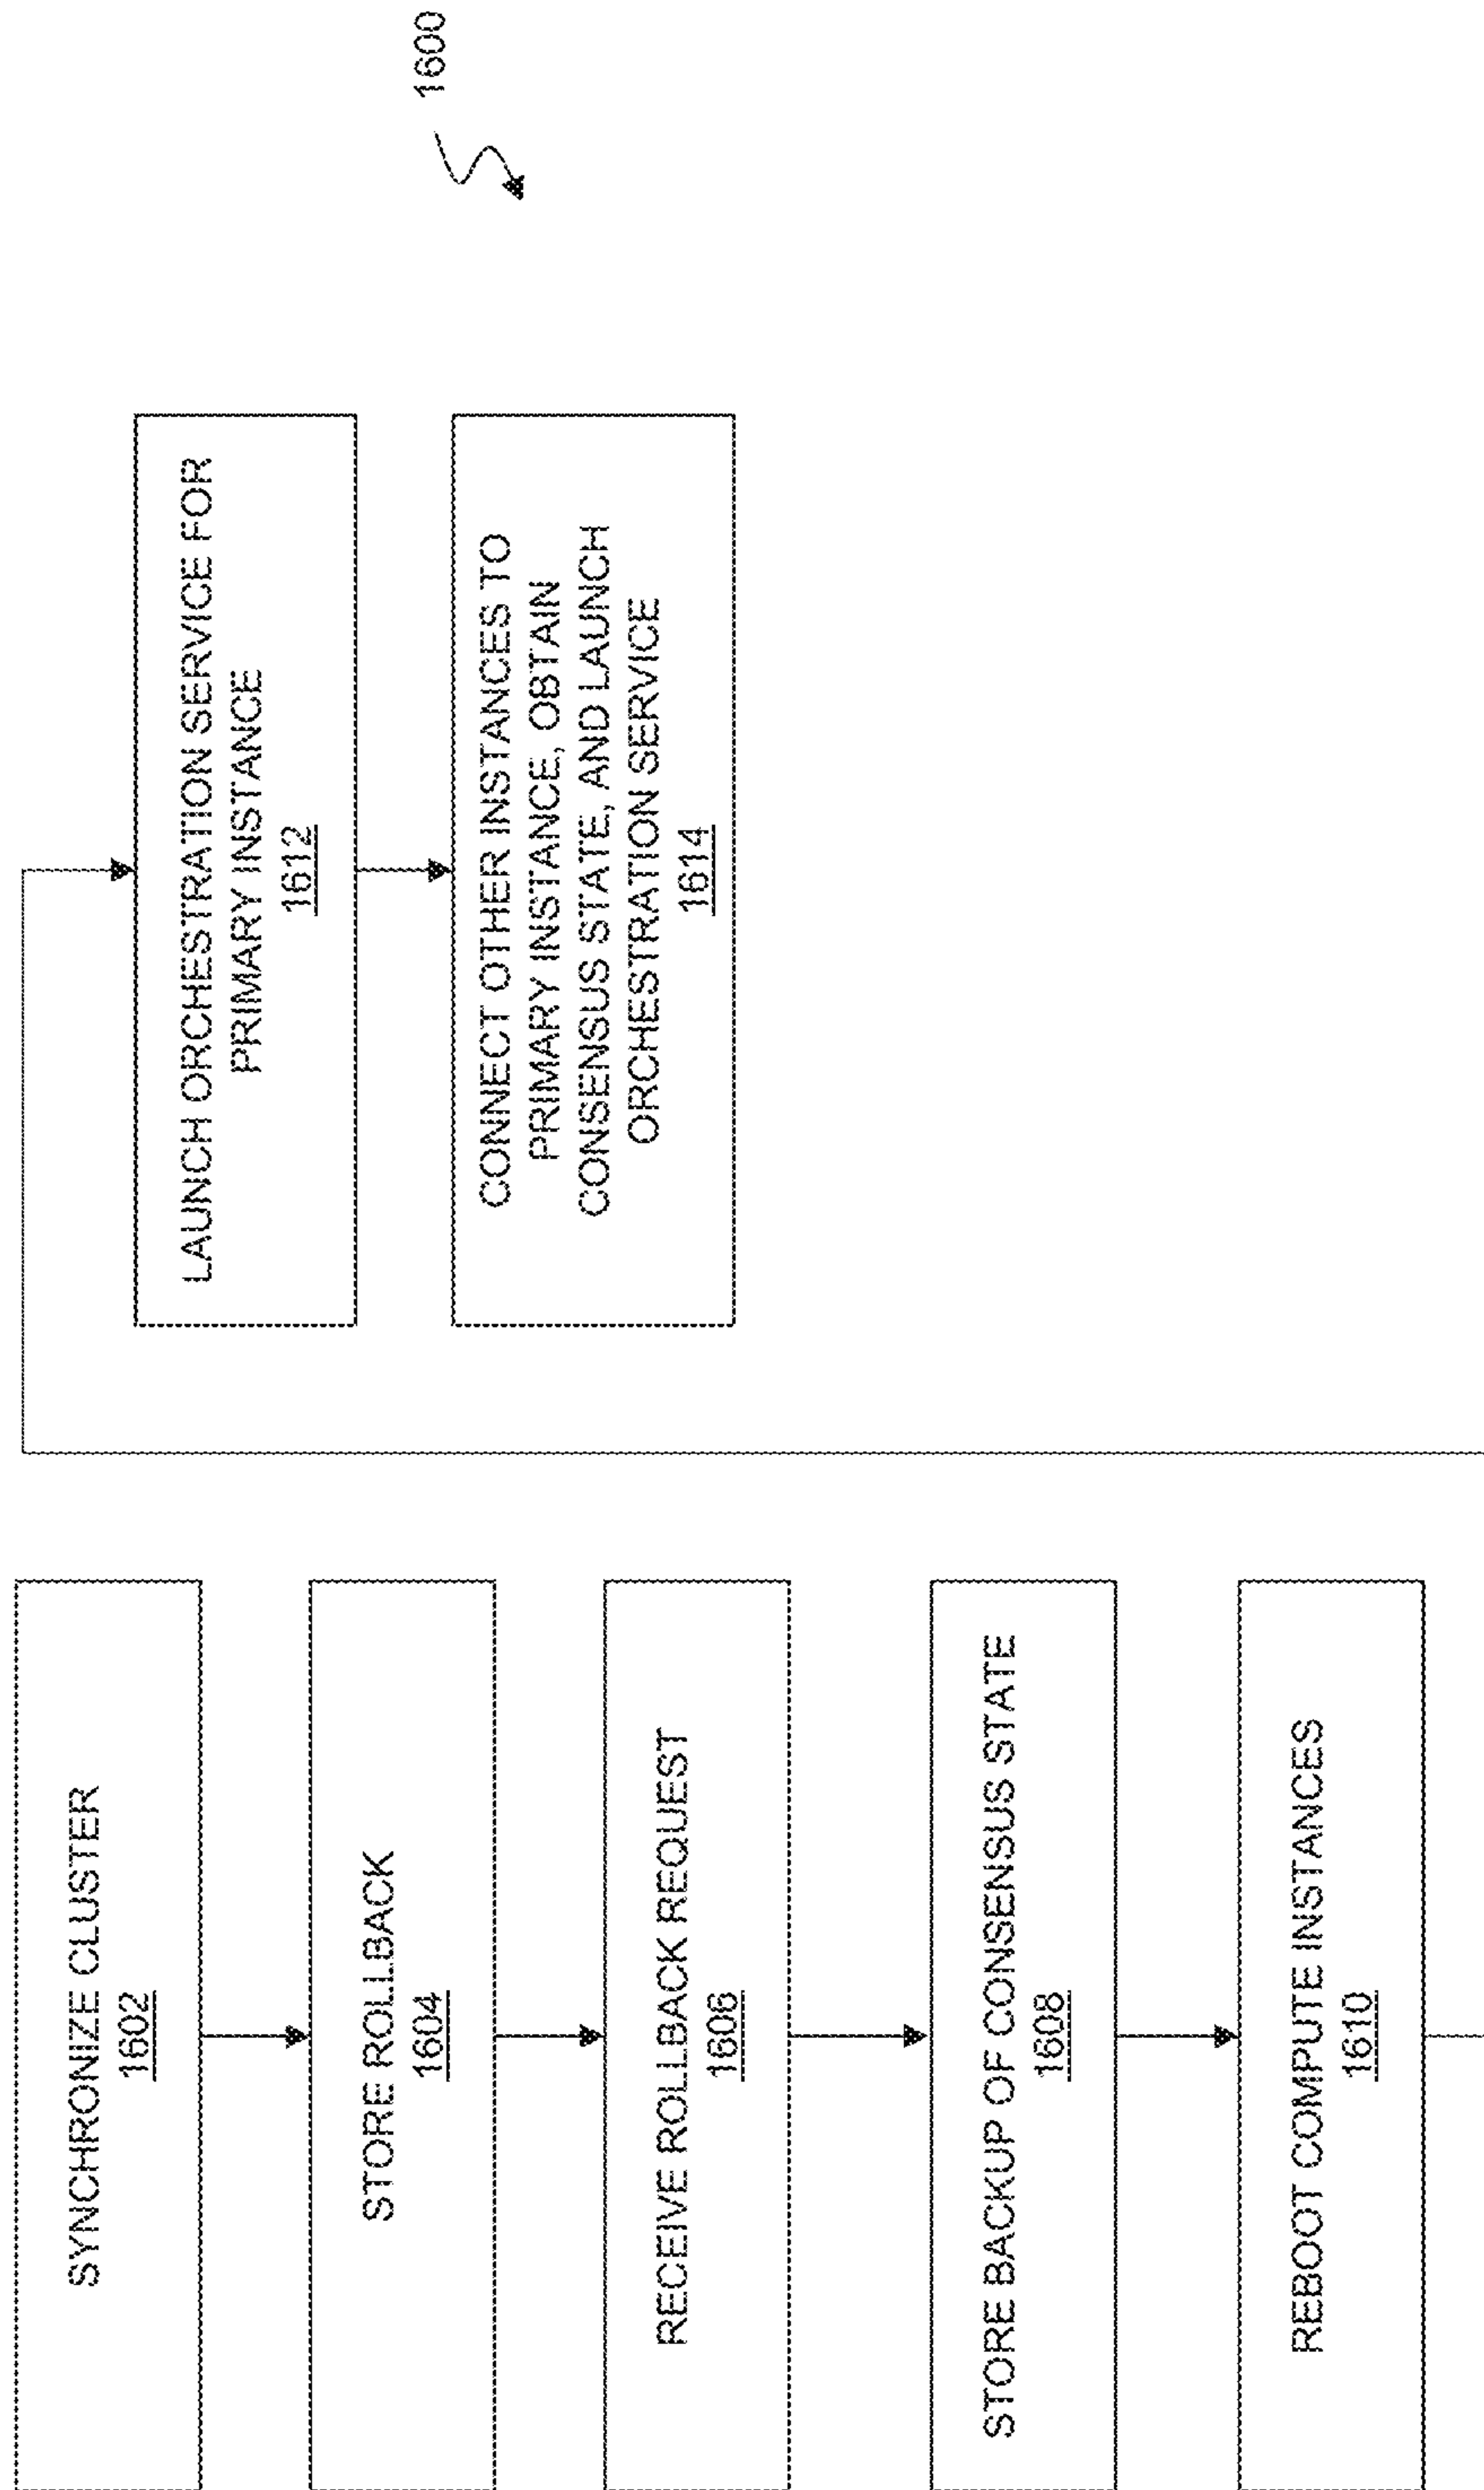 SYNCHRONIZE CLUSTER
1602
STORE ROLLBACK
1604
RECEIVE ROLLBACK REQUEST
1606
STORE BACKUP OF CONSENSUS STATE
1608
REBOOT COMPUTE INSTANCES
1610
LAUNCH ORCHESTRATION SERVICE FOR
PRIMARY INSTANCE
1612
CONNECT OTHER INSTANCES TO
PRIMARY INSTANCE, OBTAIN
CONSENSUS STATE, AND LAUNCH
ORCHESTRATION SERVICE
1614
1600